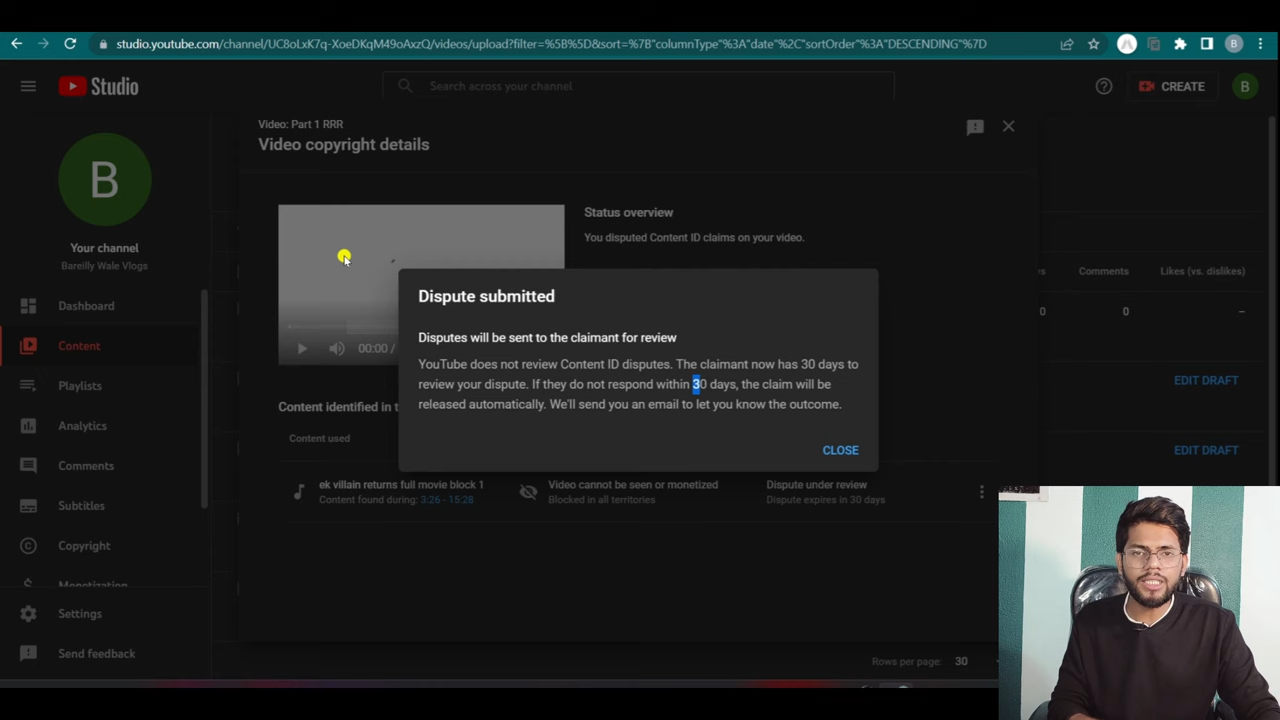 studio.youtube.com/channel/UC8oLxK7q-XoeDKqM49oAxzQ/videos/upload?filter=%5B%5D&sort=%7B"columnType"%3A"date"%2C"sortOrder"%3A"DESCENDING"%7D
B
Studio
Search across your channel
CREATE
B
Video: Part 1 RRR
Video copyright details
B
Your channel
Bareilly Wale Vlogs
Status overview
You disputed Content ID claims on your video.
Comments
Likes (vs. dislikes)
0
0
–
Dispute submitted
Disputes will be sent to the claimant for review
YouTube does not review Content ID disputes. The claimant now has 30 days to
review your dispute. If they do not respond within 30 days, the claim will be
released automatically. We'll send you an email to let you know the outcome.
CLOSE
00:00 /
Dashboard
Content
Playlists
Analytics
Comments
Subtitles
Copyright
Monetization
Settings
Send feedback
EDIT DRAFT
EDIT DRAFT
Content identified in t
Content used
ek villain returns full movie block 1
Content found during: 3:26 - 15:28
Video cannot be seen or monetized
Blocked in all territories
Dispute under review
Dispute expires in 30 days
Rows per page: 30